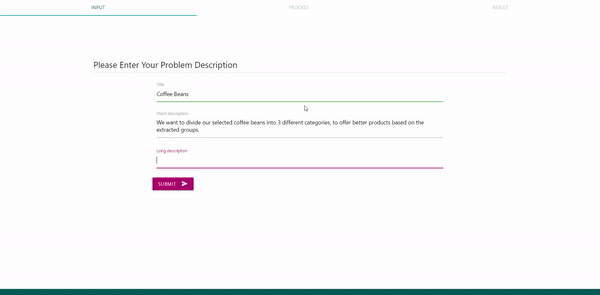 INPUT PROCESS RESULT
Please Enter Your Problem Description
Title
Coffee Beans
Short description
We want to divide our selected coffee beans into 3 different categories, to offer better products based on the
extracted groups.
Long description
SUBMIT